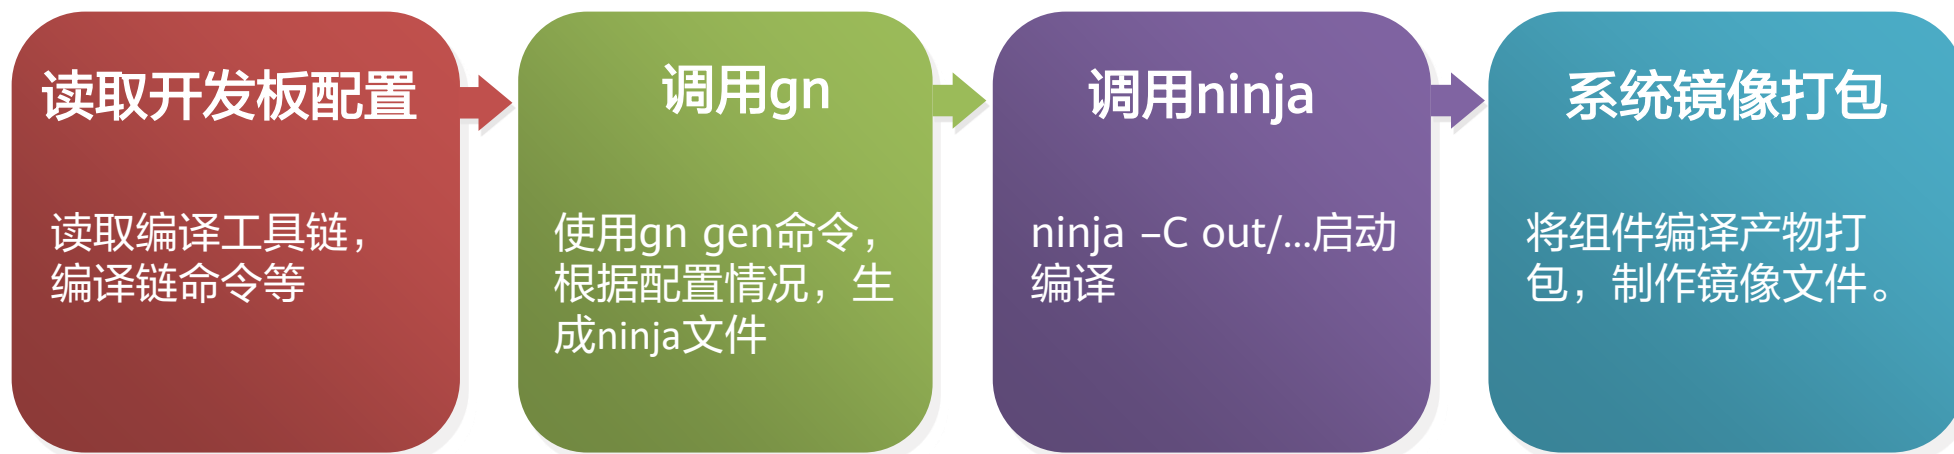 读取开发板配置
读取编译工具链，
编译链命令等
调用gn
使用gn gen命令，
根据配置情况，生
成ninja文件
调用ninja
ninja –C out/...启动
编译
系统镜像打包
将组件编译产物打
包，制作镜像文件。